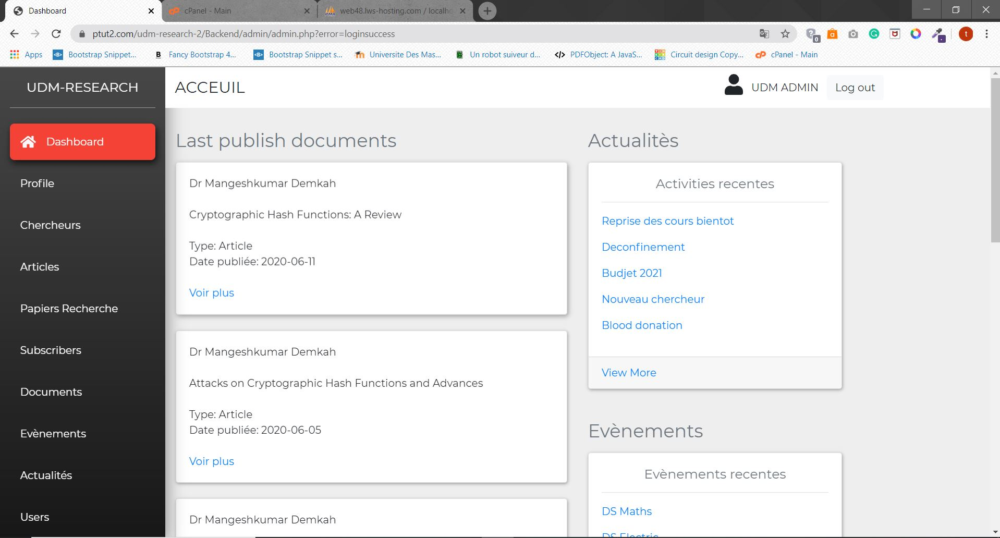 Dashboard
cPanel - Main
web48.lws-hosting.com / localho
ptut2.com/udm-research-2/Backend/admin/admin.php?error=loginsuccess
0
t
Apps
Bootstrap Snippet...
B
Fancy Bootstrap 4...
Bootstrap Snippet s...
Universite Des Mas...
Un robot suiveur d...
PDFObject: A JavaS...
Circuit design Copy...
cPanel - Main
UDM-RESEARCH
Dashboard
Profile
Chercheurs
Articles
Papiers Recherche
Subscribers
Documents
Evènements
Actualités
Users
ACCEUIL
UDM ADMIN
Log out
Last publish documents
Dr Mangeshkumar Demkah
Cryptographic Hash Functions: A Review
Type: Article
Date publiée: 2020-06-11
Voir plus
Dr Mangeshkumar Demkah
Attacks on Cryptographic Hash Functions and Advances
Type: Article
Date publiée: 2020-06-05
Voir plus
Dr Mangeshkumar Demkah
Actualitès
Activities recentes
Reprise des cours bientot
Deconfinement
Budjet 2021
Nouveau chercheur
Blood donation
View More
Evènements
Evènements recentes
DS Maths
DS Electric